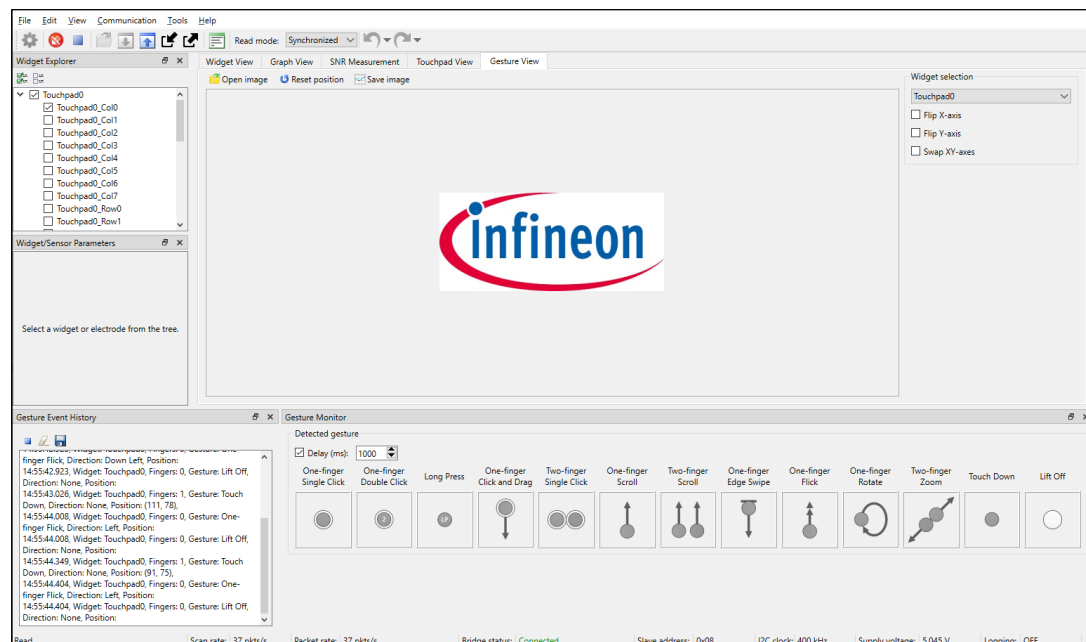 File Edit View Communication Tools Help
Read mode: Synchronized
Widget Explorer
Widget View Graph View SNR Measurement Touchpad View Gesture View
Open image Reset position Save image
Widget selection
Touchpad0
Flip X-axis
Flip Y-axis
Swap XY-axes
Touchpad0
Touchpad0_Col0
Touchpad0_Col1
Touchpad0_Col2
Touchpad0_Col3
Touchpad0_Col4
Touchpad0_Col5
Touchpad0_Col6
Touchpad0_Col7
Touchpad0_Row0
Touchpad0_Row1
infineon
Widget/Sensor Parameters
Select a widget or electrode from the tree.
Gesture Event History
finger Flick, Direction: Down Left, Position:
14:55:42.923, Widget: Touchpad0, Fingers: 0, Gesture: Lift Off,
Direction: None, Position:
14:55:43.026, Widget: Touchpad0, Fingers: 1, Gesture: Touch
Down, Direction: None, Position: (111, 78),
14:55:44.008, Widget: Touchpad0, Fingers: 0, Gesture: One-
finger Flick, Direction: Left, Position:
14:55:44.008, Widget: Touchpad0, Fingers: 0, Gesture: Lift Off,
Direction: None, Position:
14:55:44.349, Widget: Touchpad0, Fingers: 1, Gesture: Touch
Down, Direction: None, Position: (91, 75),
14:55:44.404, Widget: Touchpad0, Fingers: 0, Gesture: One-
finger Flick, Direction: Left, Position:
14:55:44.404, Widget: Touchpad0, Fingers: 0, Gesture: Lift Off,
Direction: None, Position:
Gesture Monitor
Detected gesture
Delay (ms): 1000
One-finger Single Click
One-finger Double Click
Long Press
One-finger Click and Drag
Two-finger Single Click
One-finger Scroll
Two-finger Scroll
One-finger Edge Swipe
One-finger Flick
One-finger Rotate
Two-finger Zoom
Touch Down
Lift Off
2
LP
Read Scan rate: 37 pkts/s Packet rate: 37 pkts/s Bridge status: Connected Slave address: 0x08 I2C clock: 400 kHz Supply voltage: 5.045 V Logging: OFF